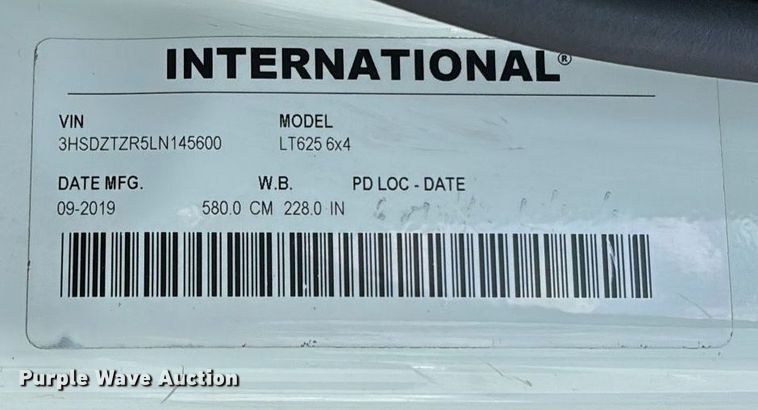 INTERNATIONAL®
VIN MODEL
3HSDZTZR5LN145600 LT625 6x4
DATE MFG. W.B. PD LOC - DATE
09-2019 580.0 CM 228.0 IN
Purple Wave Auction